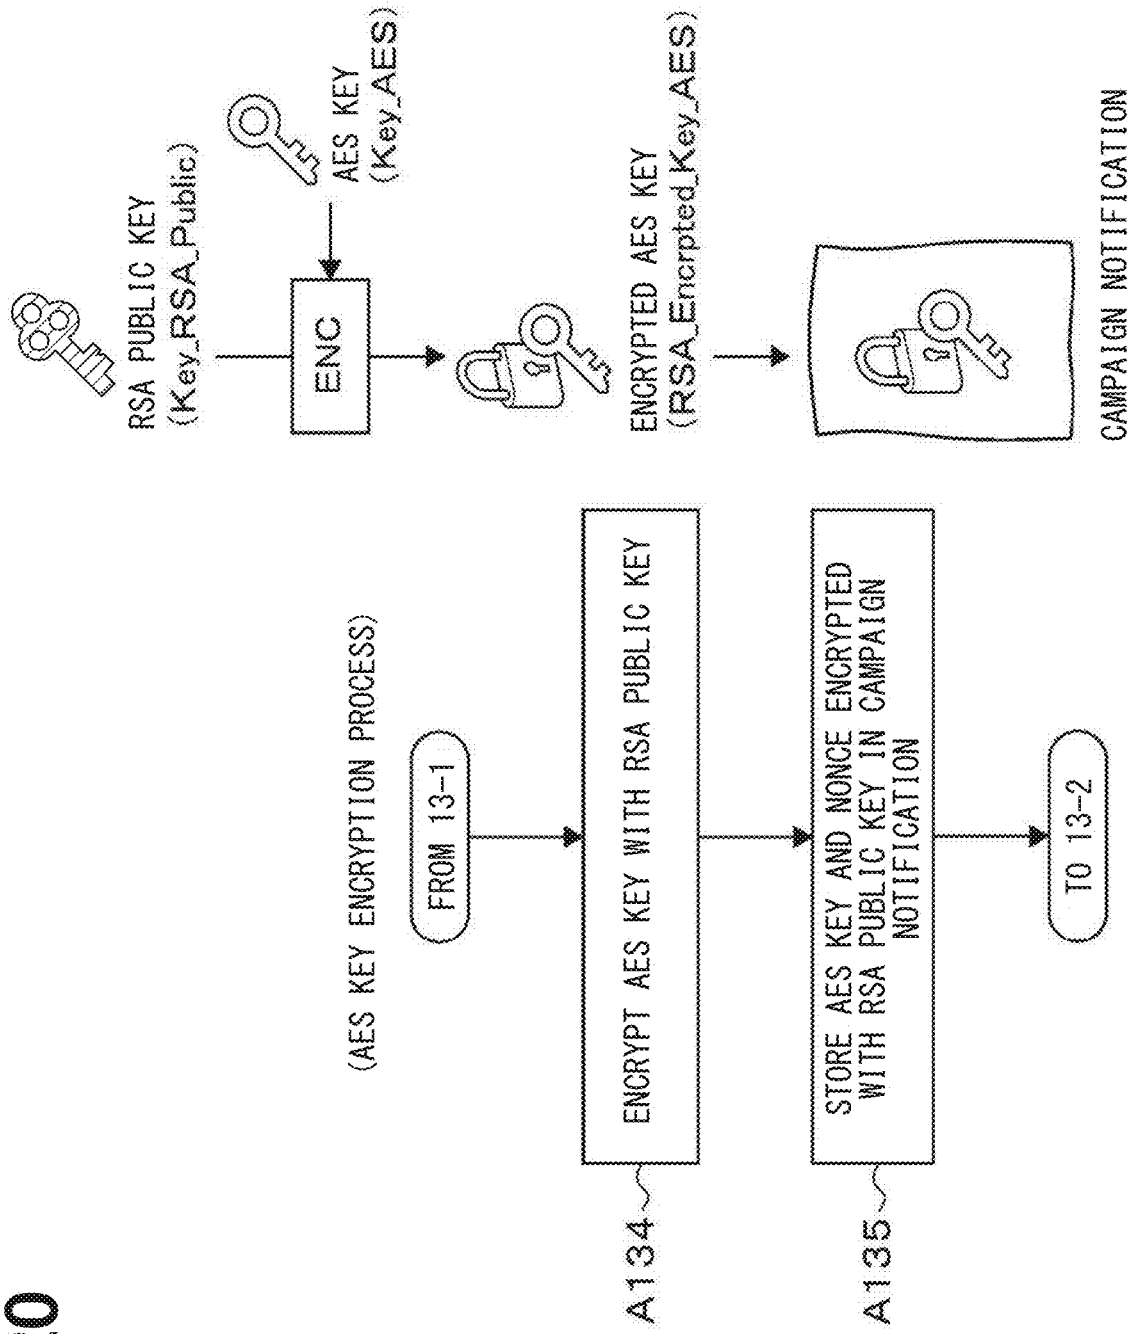 (AES KEY ENCRYPTION PROCESS)
FROM 13-1
A134
ENCRYPT AES KEY WITH RSA PUBLIC KEY
A135
STORE AES KEY AND NONCE ENCRYPTED
WITH RSA PUBLIC KEY IN CAMPAIGN
NOTIFICATION
TO 13-2
RSA PUBLIC KEY
(Key_RSA_Public)
AES KEY
(Key_AES)
ENC
ENCRYPTED AES KEY
(RSA_Encrpted_Key_AES)
CAMPAIGN NOTIFICATION